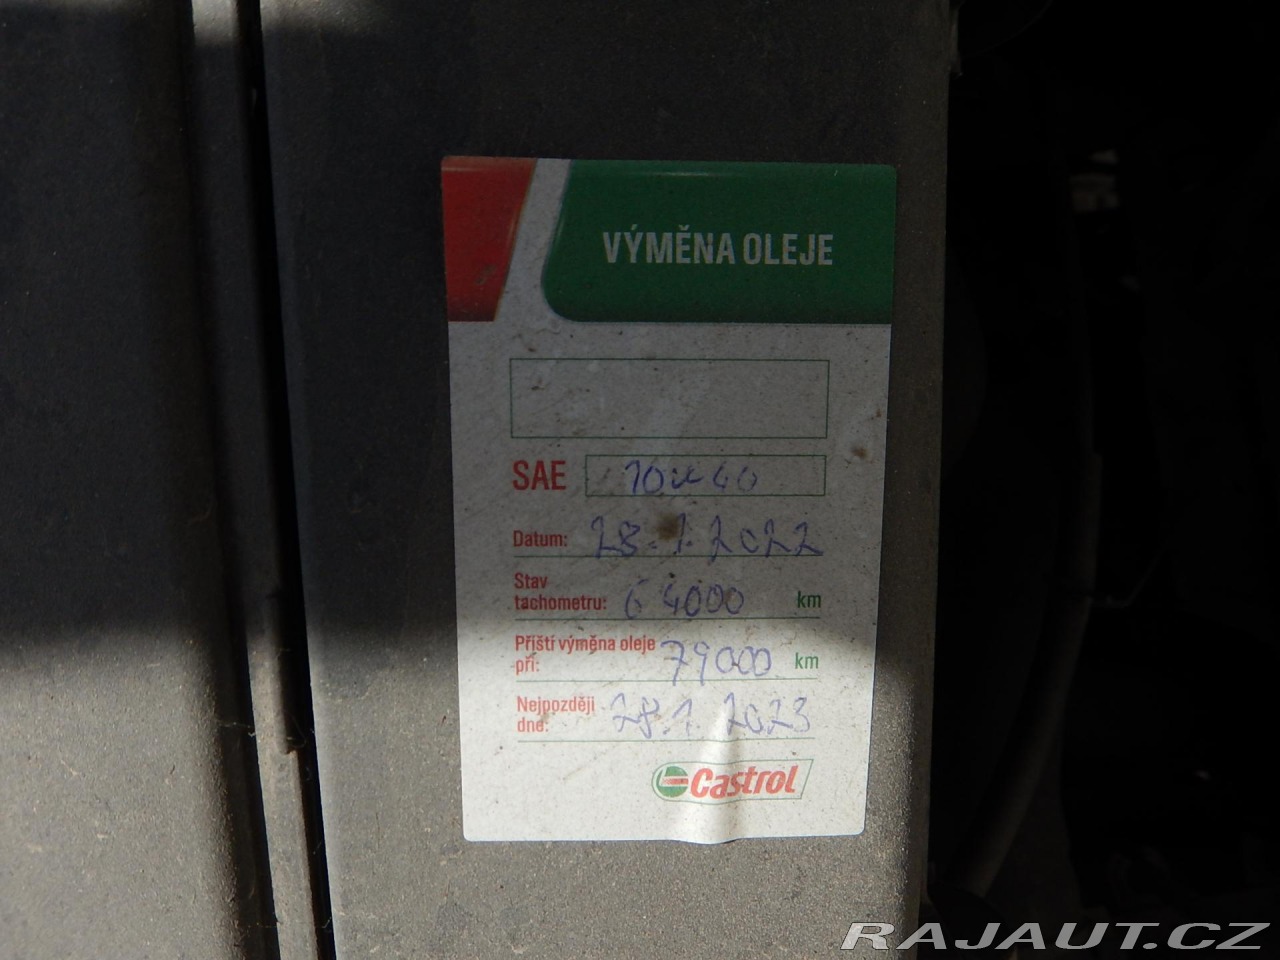 VÝMĚNA OLEJE
SAE 10W40
Datum: 28.1.2022
Stav
tachometru: 64000 km
Příští výměna oleje
při: 79000 km
Nejpozději
dne: 28.1.2023
Castrol
RAJAUT.CZ